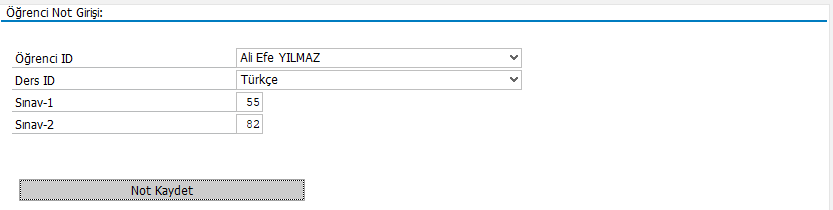 Öğrenci Not Girişi:
Öğrenci ID Ali Efe YILMAZ
Ders ID Türkçe
Sınav-1 55
Sınav-2 82
Not Kaydet